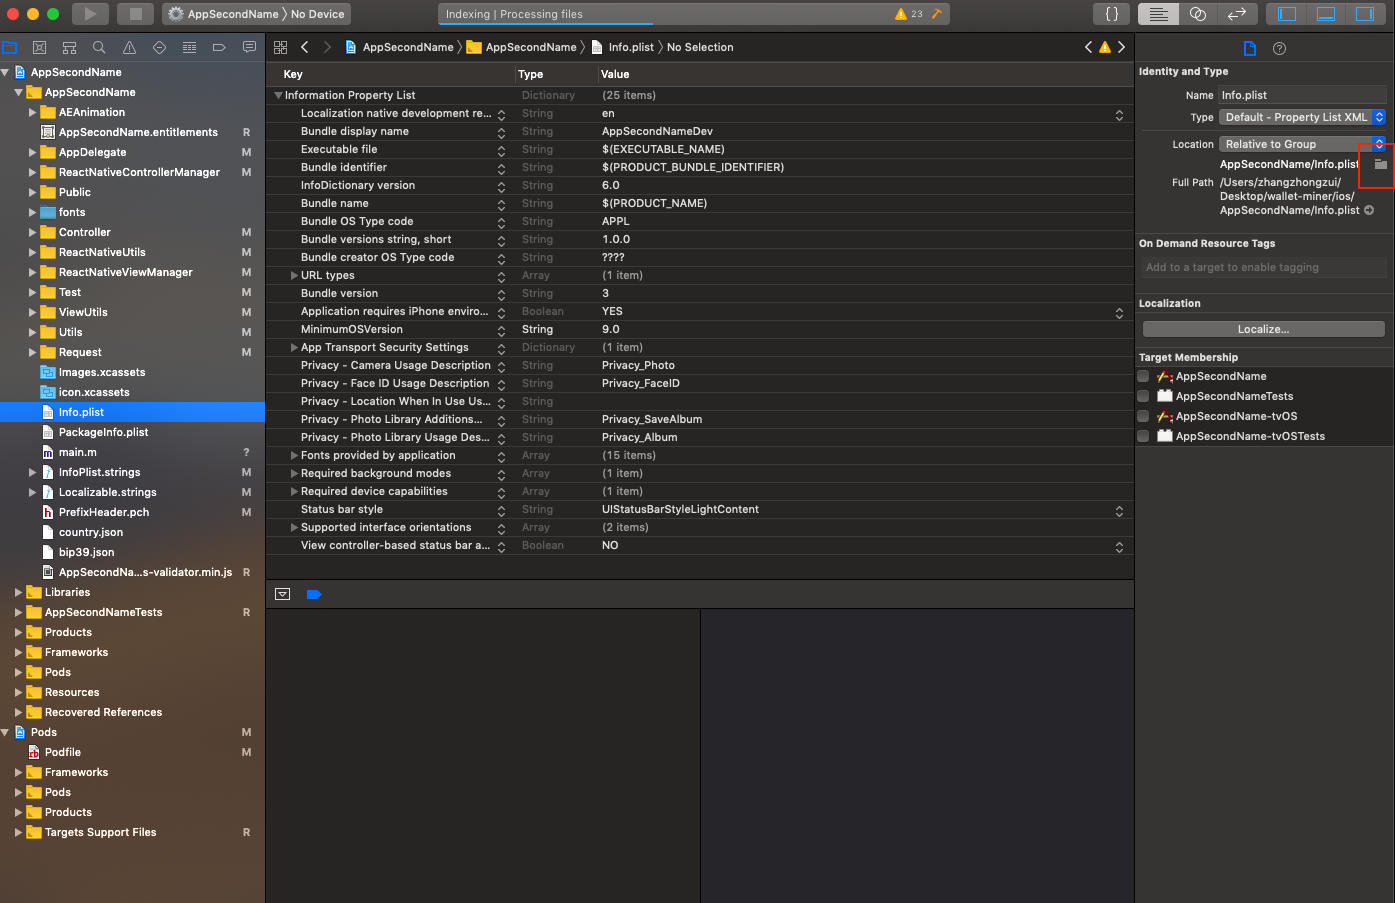 AppSecondName 〉 No Device
Indexing | Processing files
23
{}
AppSecondName 〉 AppSecondName 〉 Info.plist 〉 No Selection
AppSecondName
AppSecondName
AEAnimation
AppSecondName.entitlements R
AppDelegate M
ReactNativeControllerManager M
Public
fonts
Controller M
ReactNativeUtils M
ReactNativeViewManager M
Test M
ViewUtils M
Utils M
Request M
Images.xcassets
icon.xcassets
Info.plist
PackageInfo.plist
main.m ?
InfoPlist.strings M
Localizable.strings M
PrefixHeader.pch M
country.json
bip39.json
AppSecondNa...s-validator.min.js R
Libraries
AppSecondNameTests R
Products
Frameworks
Pods
Resources
Recovered References
Pods M
Podfile M
Frameworks
Pods
Products
Targets Support Files R
Key Type Value
Information Property List Dictionary (25 items)
Localization native development re... String en
Bundle display name String AppSecondNameDev
Executable file String $(EXECUTABLE_NAME)
Bundle identifier String $(PRODUCT_BUNDLE_IDENTIFIER)
InfoDictionary version String 6.0
Bundle name String $(PRODUCT_NAME)
Bundle OS Type code String APPL
Bundle versions string, short String 1.0.0
Bundle creator OS Type code String ????
URL types Array (1 item)
Bundle version String 3
Application requires iPhone enviro... Boolean YES
MinimumOSVersion String 9.0
App Transport Security Settings Dictionary (1 item)
Privacy - Camera Usage Description String Privacy_Photo
Privacy - Face ID Usage Description String Privacy_FaceID
Privacy - Location When In Use Us... String
Privacy - Photo Library Additions... String Privacy_SaveAlbum
Privacy - Photo Library Usage Des... String Privacy_Album
Fonts provided by application Array (15 items)
Required background modes Array (1 item)
Required device capabilities Array (1 item)
Status bar style String UIStatusBarStyleLightContent
Supported interface orientations Array (2 items)
View controller-based status bar a... Boolean NO
Identity and Type
Name Info.plist
Type Default - Property List XML
Location Relative to Group
AppSecondName/Info.plist
Full Path /Users/zhangzhongzui/
Desktop/wallet-miner/ios/
AppSecondName/Info.plist
On Demand Resource Tags
Add to a target to enable tagging
Localization
Localize...
Target Membership
AppSecondName
AppSecondNameTests
AppSecondName-tvOS
AppSecondName-tvOSTests